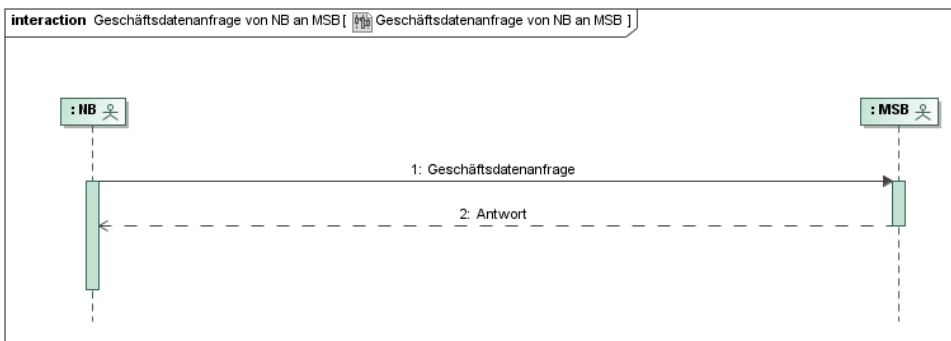 interaction Geschäftsdatenanfrage von NB an MSB[ Geschäftsdatenanfrage von NB an MSB ]
: NB
: MSB
1: Geschäftsdatenanfrage
2: Antwort